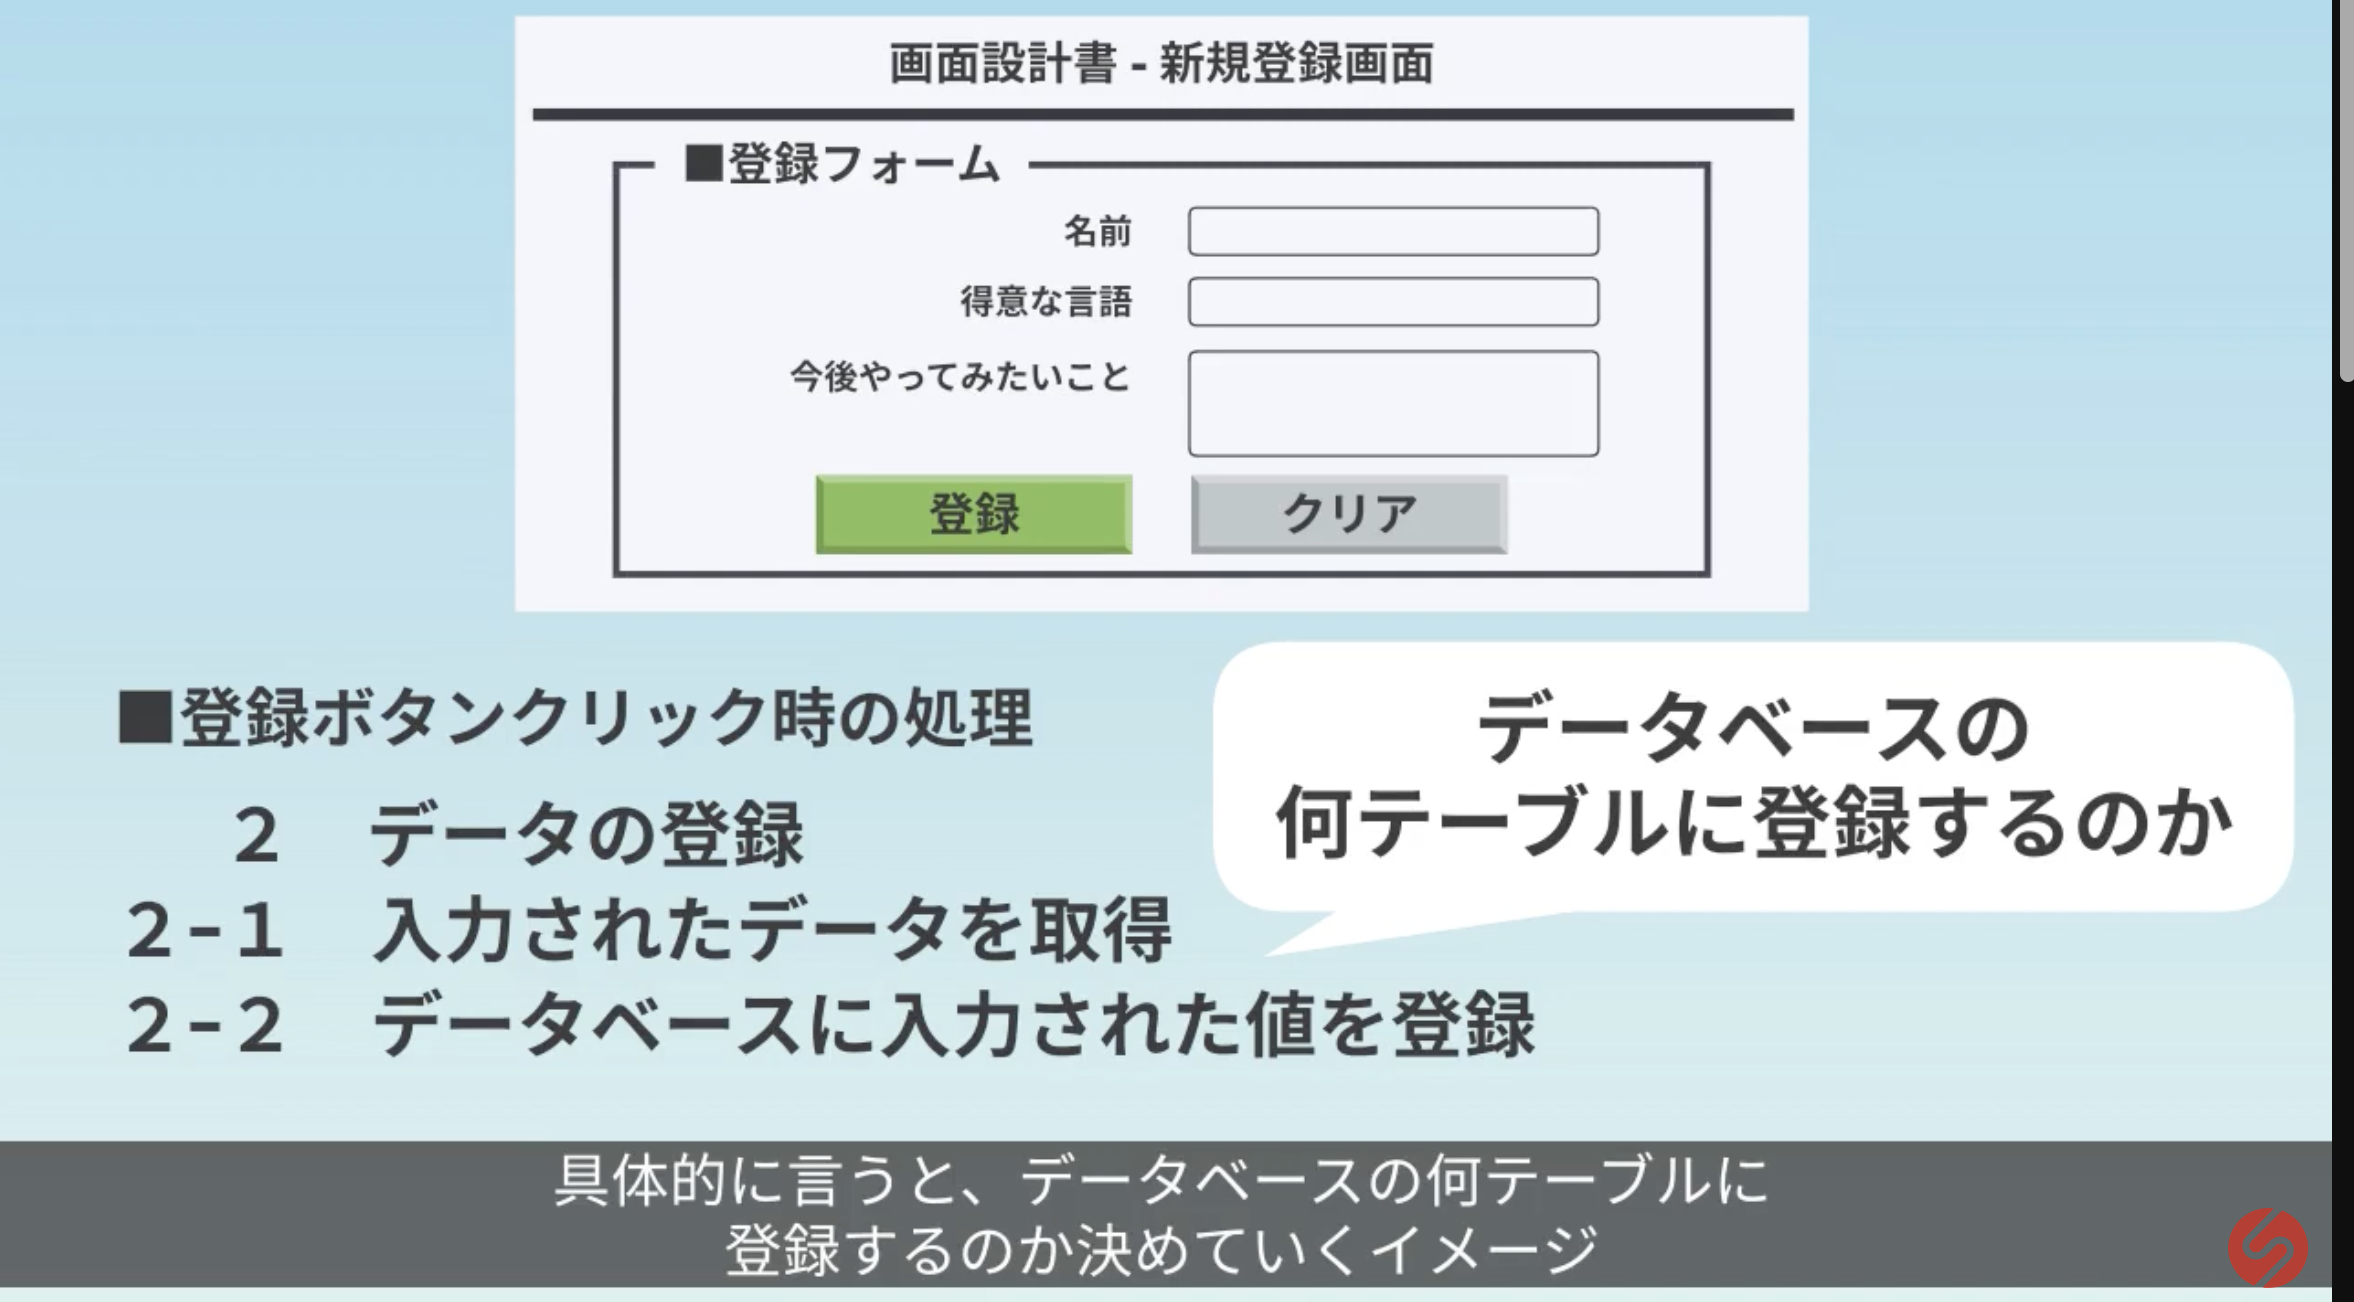 画面設計書 - 新規登録画面
■登録フォーム
名前
得意な言語
今後やってみたいこと
登録 クリア
■登録ボタンクリック時の処理
データベースの
何テーブルに登録するのか
２ データの登録
２-１ 入力されたデータを取得
２-２ データベースに入力された値を登録
具体的に言うと、データベースの何テーブルに
登録するのか決めていくイメージ